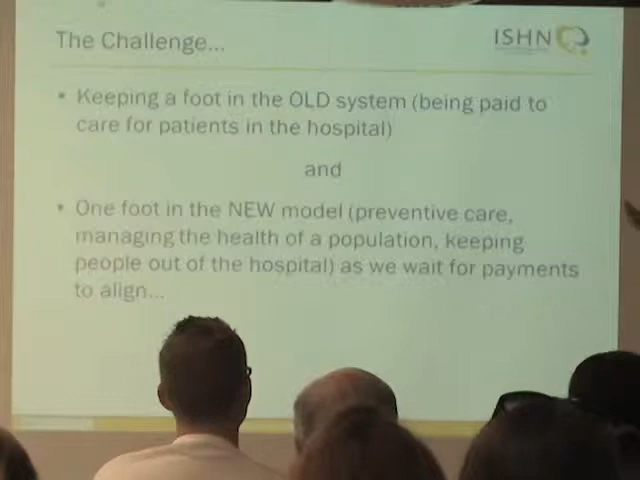 The Challenge...
ISHN
• Keeping a foot in the OLD system (being paid to
care for patients in the hospital)
and
• One foot in the NEW model (preventive care,
managing the health of a population, keeping
people out of the hospital) as we wait for payments
to align...